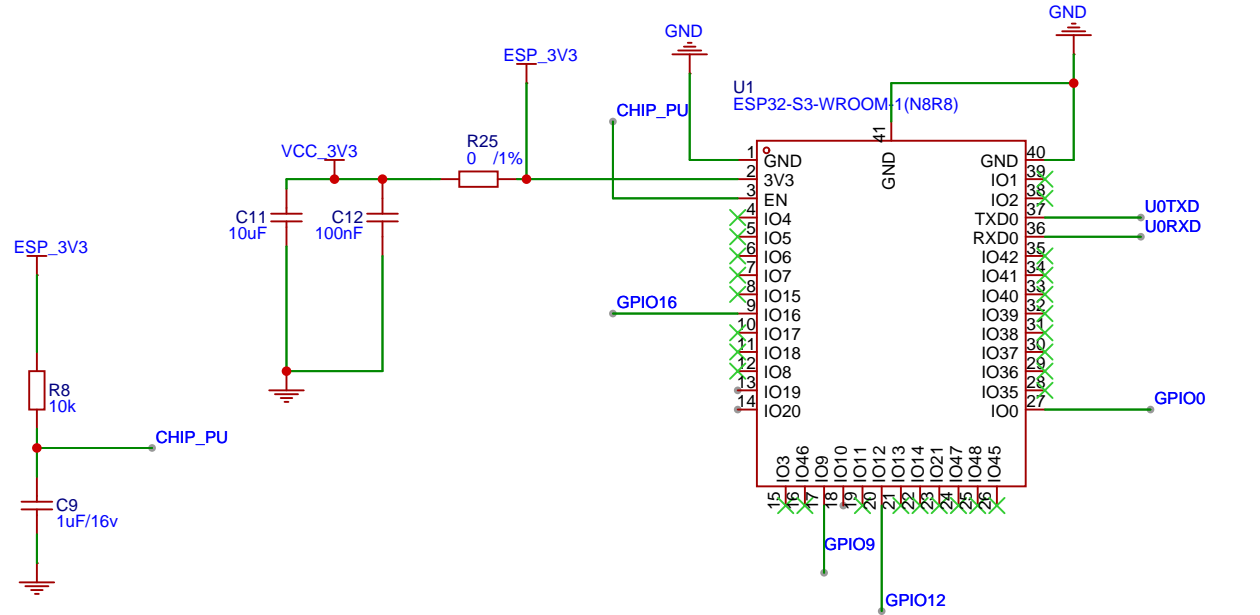 GND
GND
ESP_3V3
U1
ESP32-S3-WROOM-1(N8R8)
CHIP_PU
R25
0 /1%
VCC_3V3
C11
10uF
C12
100nF
ESP_3V3
R8
10k
CHIP_PU
C9
1uF/16v
GPIO16
41
GND
1 GND
2 3V3
3 EN
4 IO4
5 IO5
6 IO6
7 IO7
8 IO15
9 IO16
10 IO17
11 IO18
12 IO8
13 IO19
14 IO20
GND 40
IO1 39
IO2 38
TXD0 37
RXD0 36
IO42 35
IO41 34
IO40 33
IO39 32
IO38 31
IO37 30
IO36 29
IO35 28
IO0 27
U0TXD
U0RXD
GPIO0
IO3 15
IO46 16
IO9 17
IO10 18
IO11 19
IO12 20
IO13 21
IO14 22
IO21 23
IO47 24
IO48 25
IO45 26
GPIO9
GPIO12